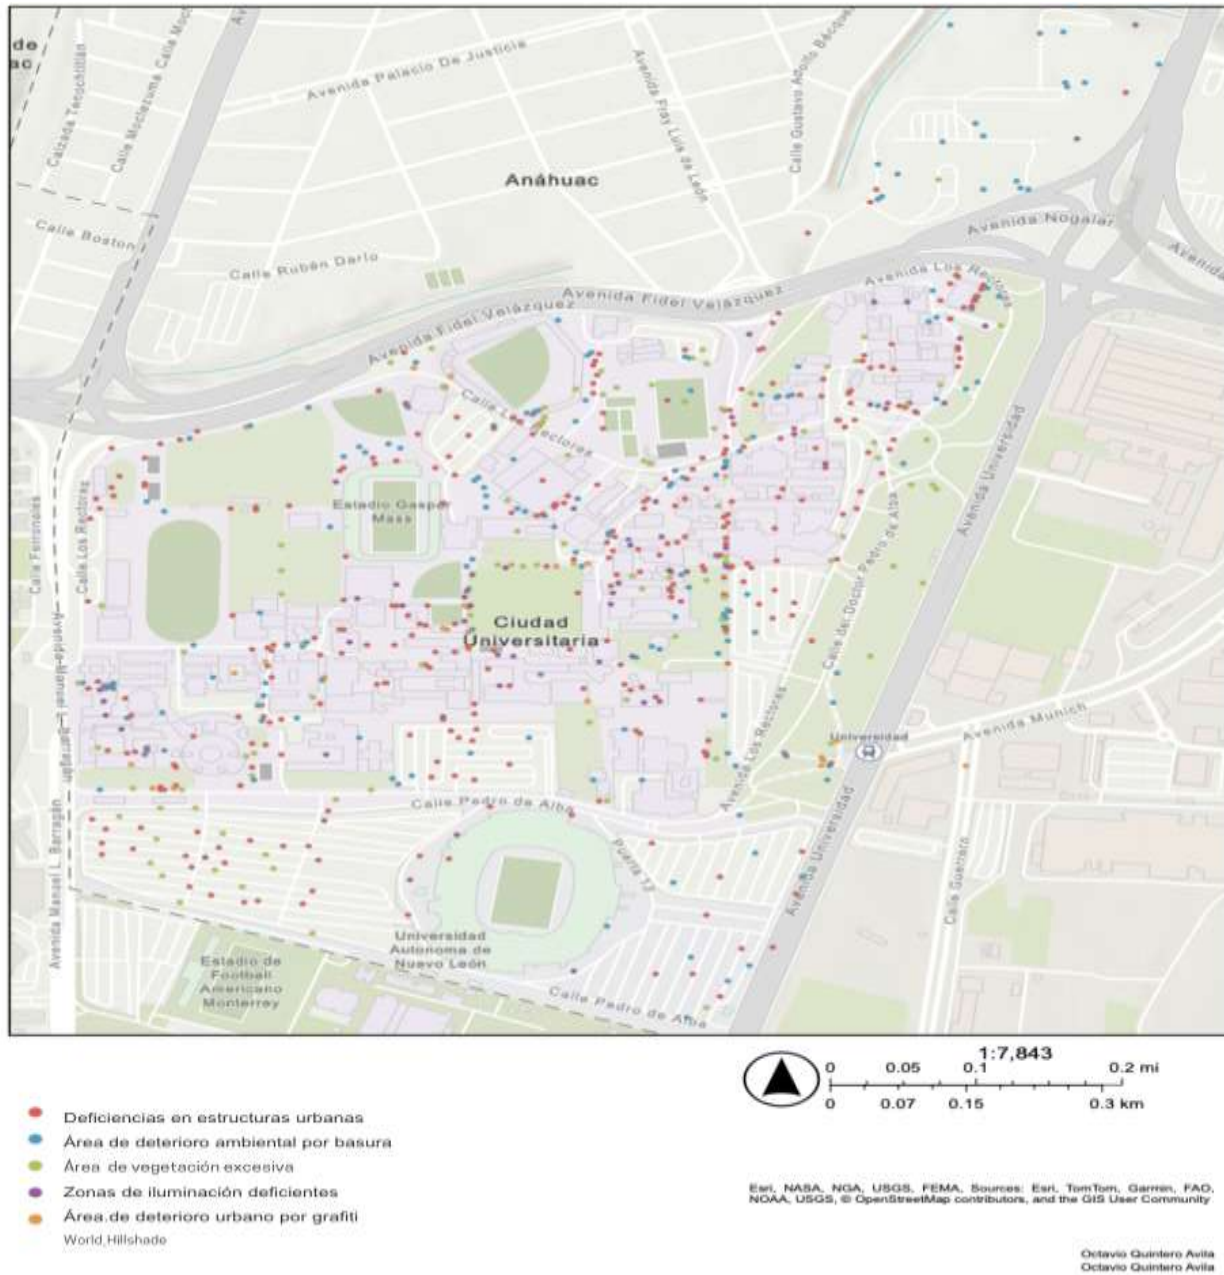 de
ac
Calzada Tenochtitlan
Calle Moctezuma
Calle Moct
Av
Avenida Palacio De Justicia
Avenida Fray Luis de León
Calle Gustavo Adolfo Bécquer
Anáhuac
Calle Boston
Calle Rubén Darío
Avenida Nogalar
Avenida
Avenida Los Rectores
Avenida Fidel Velázquez
Avenida Fidel Velázquez
Calle Los Rectores
Calle Ferronales
Calle Los Rectores
Estadio Gaspar
Mass
Avenida Universidad
Calle del Doctor Pedro de Alba
Ciudad
Universitaria
Avenida Manuel L. Barragán
Avenida Los Rectores
Universidad
Avenida Munich
Calle Pedro de Alba
Avenida Manuel L. Barragán
Puerta 13
Avenida Universidad
Calle Guerrero
Universidad
Autonoma de
Nuevo León
Estadio de
Football
Americano
Monterrey
Calle Pedro de Alba
1:7,843
0 0.05 0.1 0.2 mi
0 0.07 0.15 0.3 km
Deficiencias en estructuras urbanas
Área de deterioro ambiental por basura
Área de vegetación excesiva
Zonas de iluminación deficientes
Área.de deterioro urbano por grafiti
World_Hillshade
Esri, NASA, NGA, USGS, FEMA, Sources: Esri, TomTom, Garmin, FAO,
NOAA, USGS, © OpenStreetMap contributors, and the GIS User Community
Octavio Quintero Avila
Octavio Quintero Avila